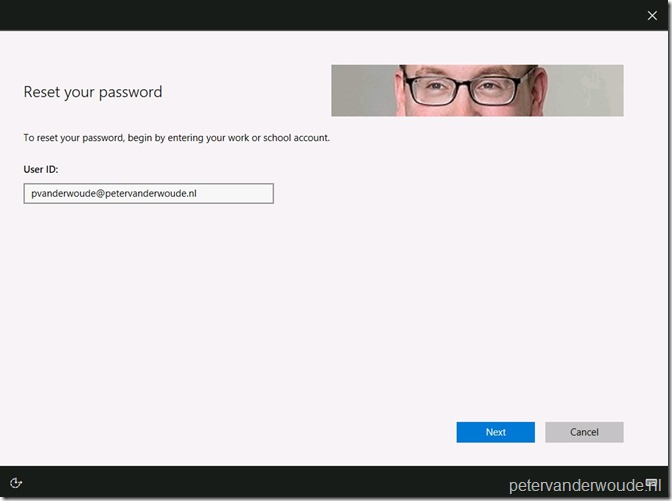 Reset your password
To reset your password, begin by entering your work or school account.
User ID:
pvanderwoude@petervanderwoude.nl
Next
Cancel
petervanderwoude.nl